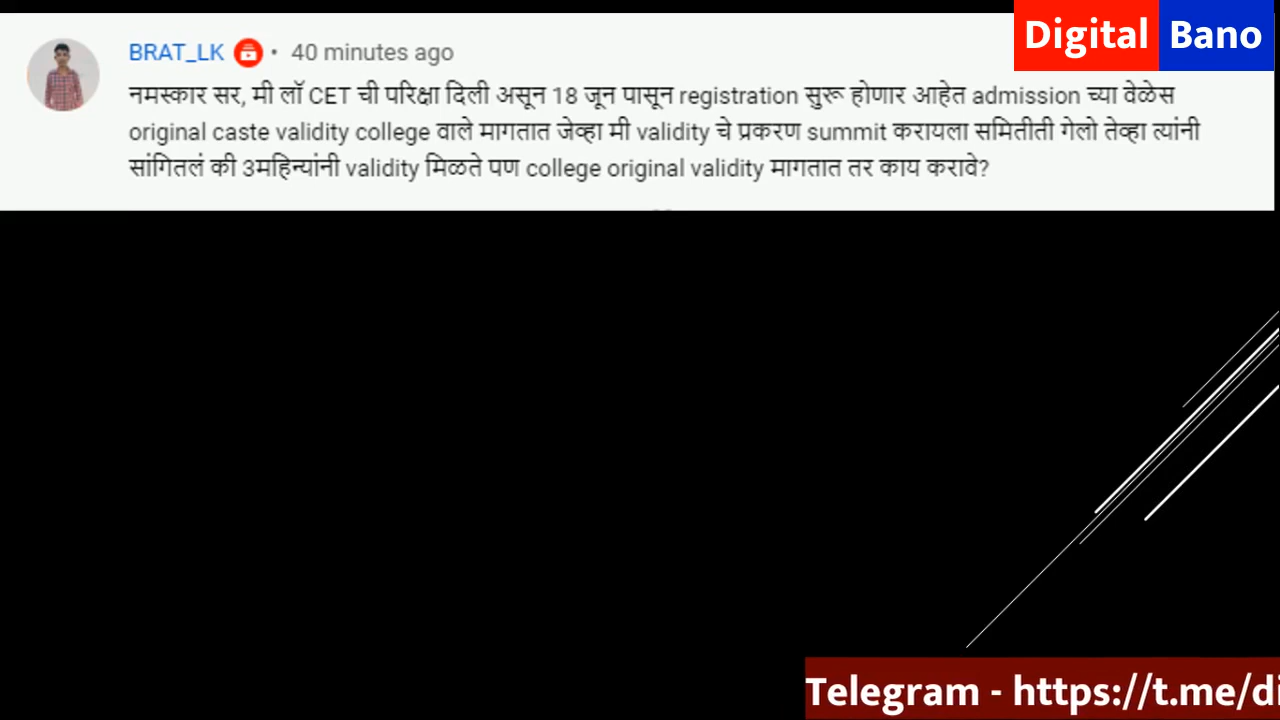 Digital Bano
BRAT_LK • 40 minutes ago
नमस्कार सर, मी लॉ CET ची परिक्षा दिली असून 18 जून पासून registration सुरू होणार आहेत admission च्या वेळेस
original caste validity college वाले मागतात जेव्हा मी validity चे प्रकरण summit करायला समितीती गेलो तेव्हा त्यांनी
सांगितलं की 3महिन्यांनी validity मिळते पण college original validity मागतात तर काय करावे?
Telegram - https://t.me/di